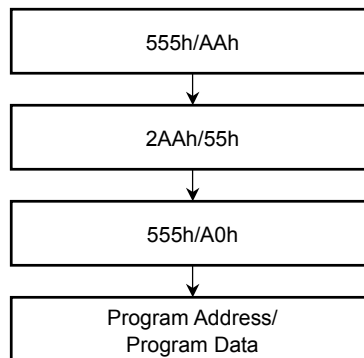 555h/AAh
2AAh/55h
555h/A0h
Program Address/
Program Data